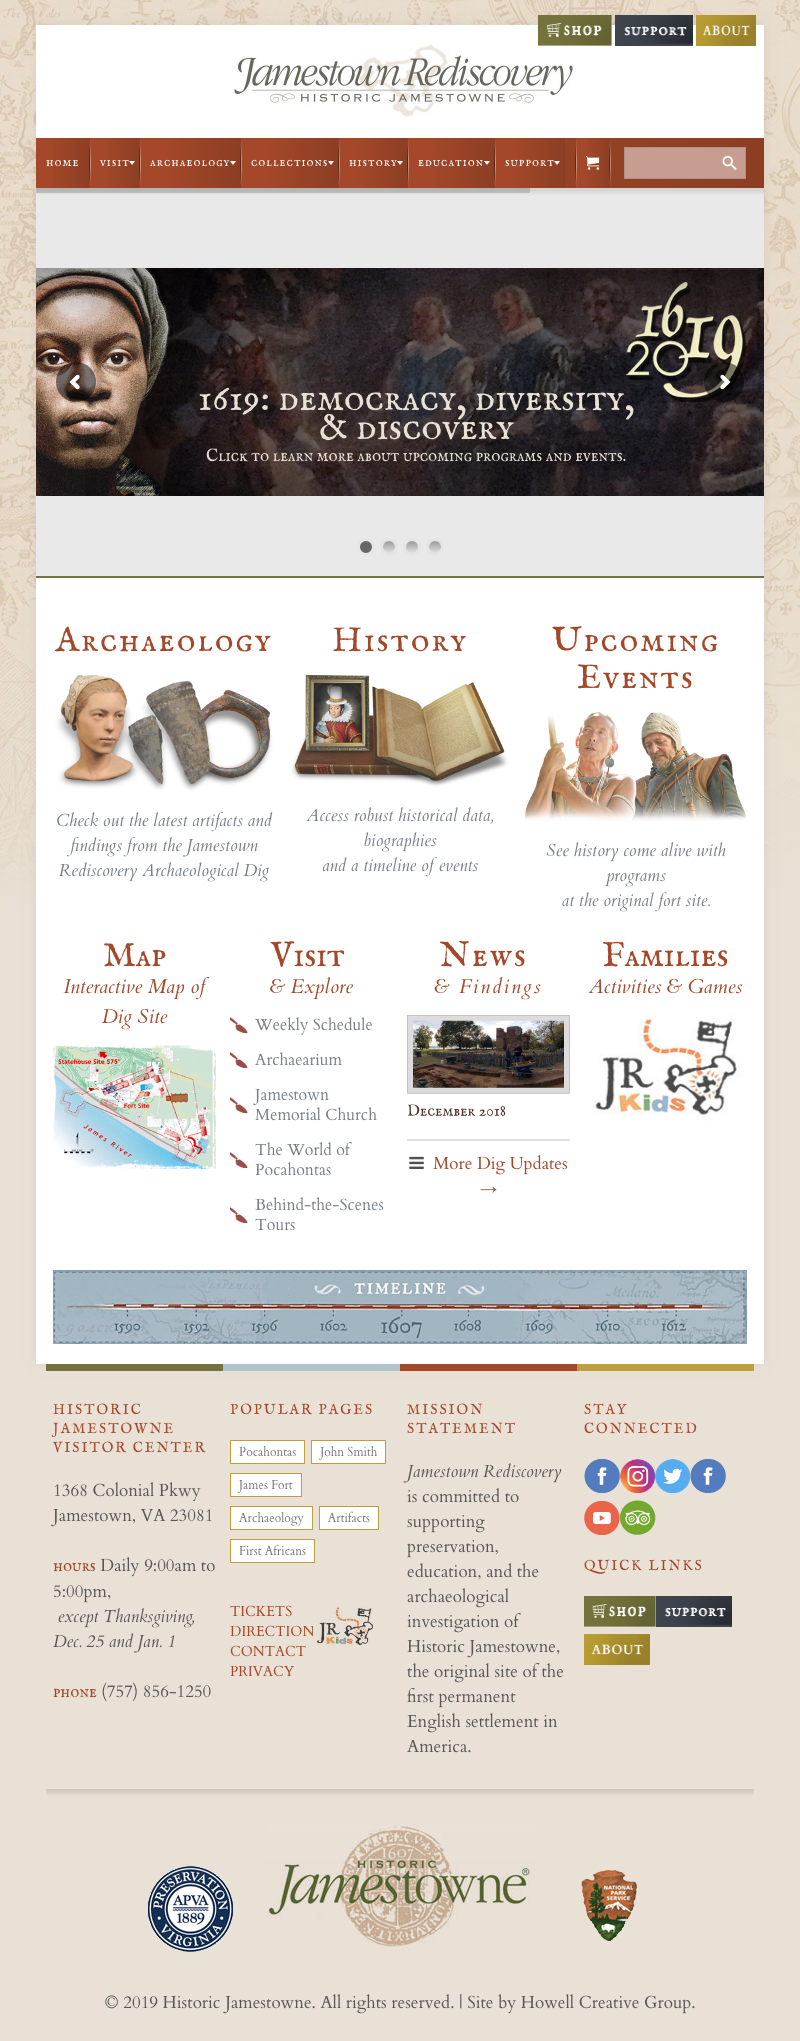 SHOP SUPPORT ABOUT
Jamestown Rediscovery
HISTORIC JAMESTOWNE
HOME VISIT ARCHAEOLOGY COLLECTIONS HISTORY EDUCATION SUPPORT
1619
2019
1619: DEMOCRACY, DIVERSITY,
& DISCOVERY
Click to learn more about upcoming programs and events.
Archaeology
Check out the latest artifacts and
findings from the Jamestown
Rediscovery Archaeological Dig
History
Access robust historical data,
biographies
and a timeline of events
Upcoming
Events
See history come alive with
programs
at the original fort site.
Map
Interactive Map of
Dig Site
Statehouse Site 575'
Fort Site
James River
Visit
& Explore
Weekly Schedule
Archaearium
Jamestown
Memorial Church
The World of
Pocahontas
Behind-the-Scenes
Tours
News
& Findings
December 2018
More Dig Updates
→
Families
Activities & Games
JR
Kids
TIMELINE
1590 1592 1596 1602 1607 1608 1609 1610 1612
HISTORIC
JAMESTOWNE
VISITOR CENTER
1368 Colonial Pkwy
Jamestown, VA 23081
HOURS Daily 9:00am to
5:00pm,
except Thanksgiving,
Dec. 25 and Jan. 1
PHONE (757) 856-1250
POPULAR PAGES
Pocahontas John Smith
James Fort
Archaeology Artifacts
First Africans
TICKETS
DIRECTION
CONTACT
PRIVACY
JR
Kids
MISSION
STATEMENT
Jamestown Rediscovery
is committed to
supporting
preservation,
education, and the
archaeological
investigation of
Historic Jamestowne,
the original site of the
first permanent
English settlement in
America.
STAY
CONNECTED
QUICK LINKS
SHOP SUPPORT
ABOUT
PRESERVATION
APVA
1889
VIRGINIA
HISTORIC
Jamestowne®
NATIONAL
PARK
SERVICE
© 2019 Historic Jamestowne. All rights reserved. | Site by Howell Creative Group.